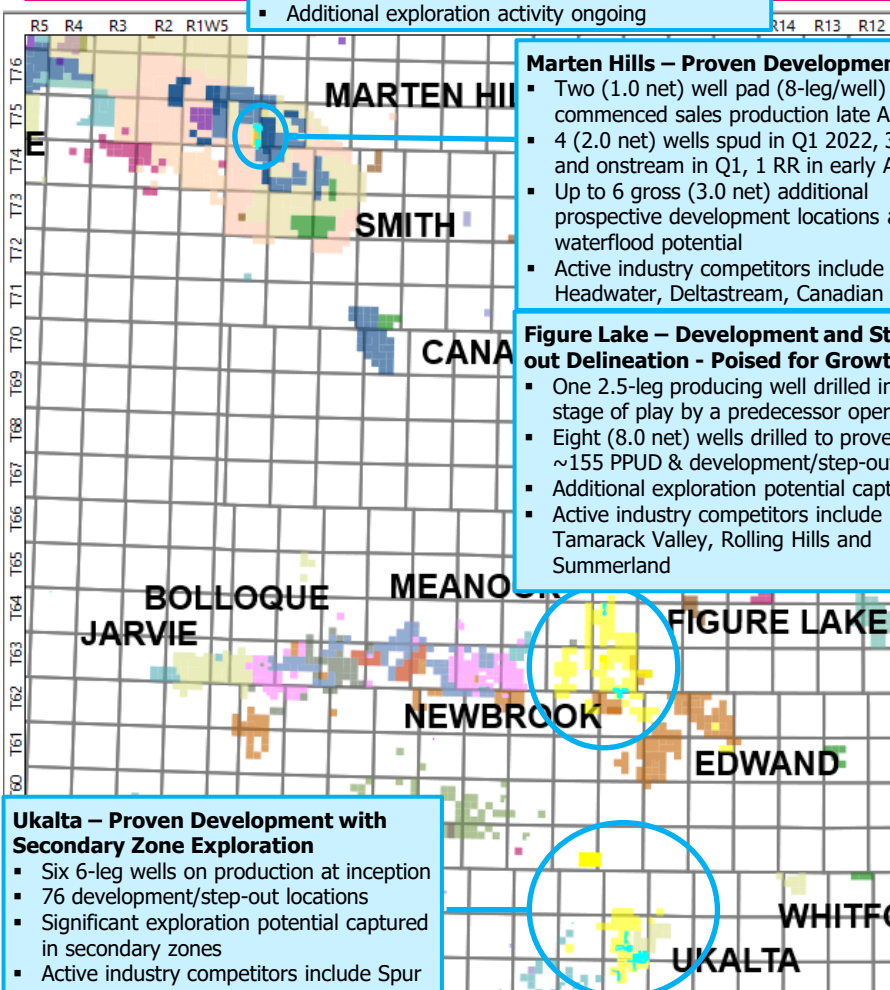 ▪ Additional exploration activity ongoing
R5 R4 R3 R2 R1W5 R14 R13 R12
T76
T75
T74
T73
T72
T71
T70
T69
T68
T67
T66
T65
T64
T63
T62
T61
60
MARTEN HI
E
SMITH
CANA
MEANOOK
BOLLOQUE
JARVIE
FIGURE LAKE
NEWBROOK
EDWAND
WHITFO
UKALTA
Marten Hills – Proven Developmen
▪ Two (1.0 net) well pad (8-leg/well)
commenced sales production late A
▪ 4 (2.0 net) wells spud in Q1 2022, 3
and onstream in Q1, 1 RR in early A
▪ Up to 6 gross (3.0 net) additional
prospective development locations a
waterflood potential
▪ Active industry competitors include
Headwater, Deltastream, Canadian
Figure Lake – Development and St
out Delineation - Poised for Growt
▪ One 2.5-leg producing well drilled in
stage of play by a predecessor oper
▪ Eight (8.0 net) wells drilled to prove
~155 PPUD & development/step-ou
▪ Additional exploration potential capt
▪ Active industry competitors include
Tamarack Valley, Rolling Hills and
Summerland
Ukalta – Proven Development with
Secondary Zone Exploration
▪ Six 6-leg wells on production at inception
▪ 76 development/step-out locations
▪ Significant exploration potential captured
in secondary zones
▪ Active industry competitors include Spur